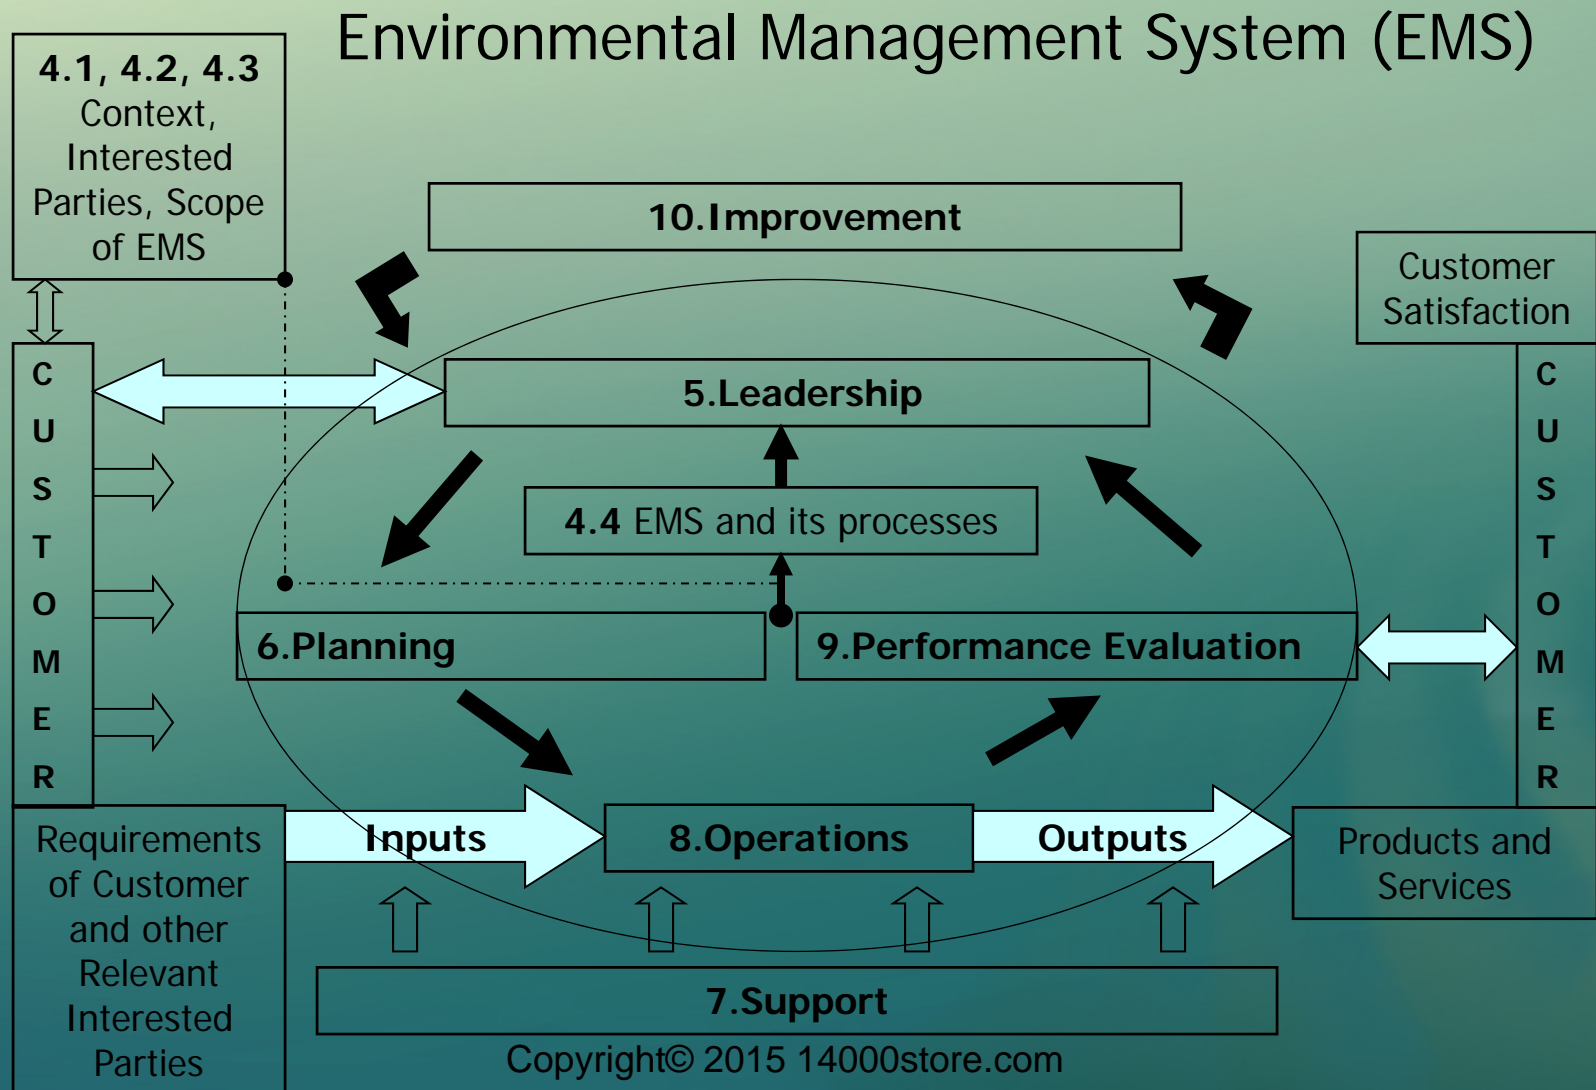 Environmental Management System (EMS)
4.1, 4.2, 4.3
Context,
Interested
Parties, Scope
of EMS
10.Improvement
Customer
Satisfaction
C
U
S
T
O
M
E
R
5.Leadership
4.4 EMS and its processes
6.Planning
9.Performance Evaluation
C
U
S
T
O
M
E
R
Requirements
of Customer
and other
Relevant
Interested
Parties
Inputs
8.Operations
Outputs
Products and
Services
7.Support
Copyright© 2015 14000store.com